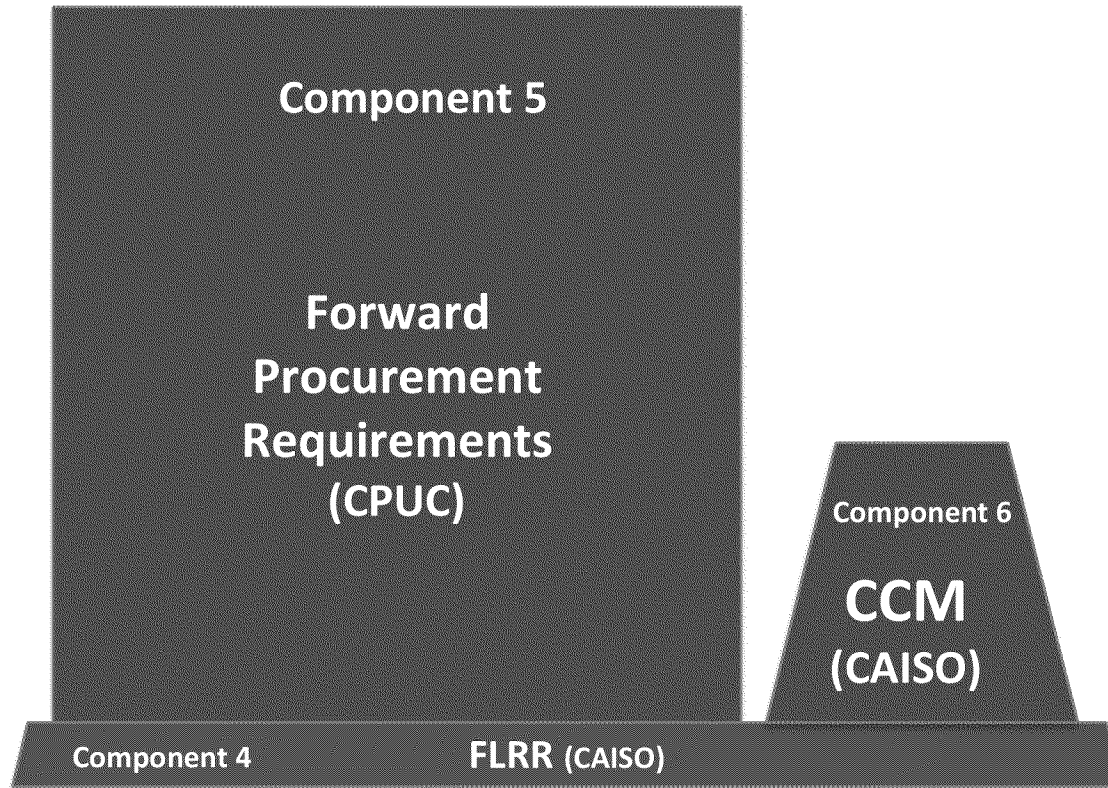 Component 5
Forward
Procurement
Requirements
(CPUC)
Component 6
CCM
(CAISO)
Component 4 FLRR (CAISO)